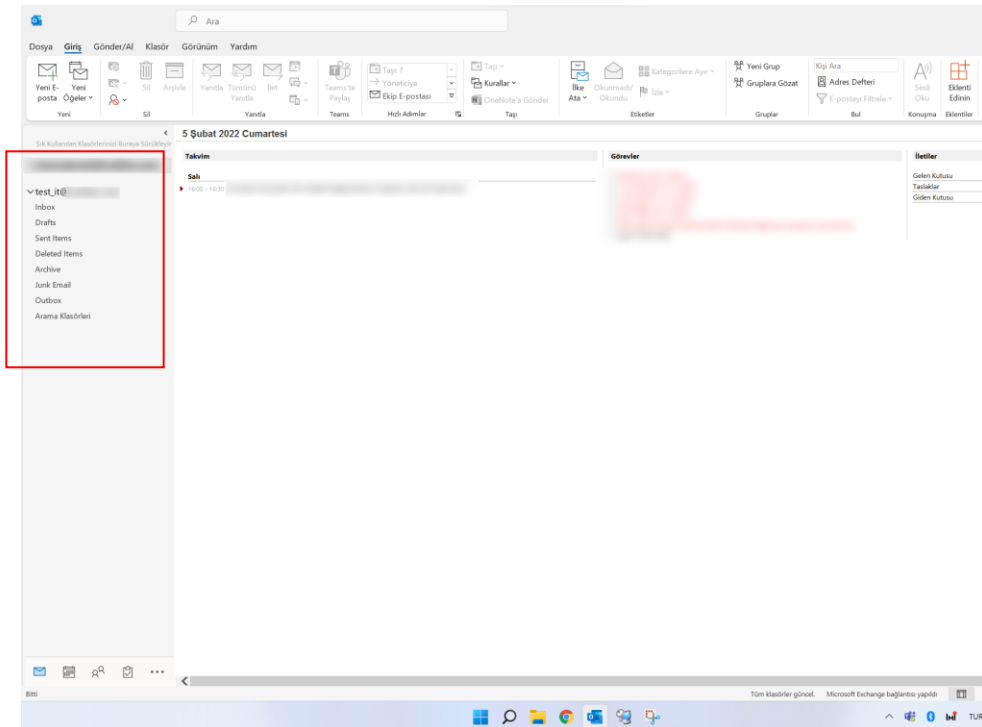 Ara
Dosya Giriş Gönder/Al Klasör Görünüm Yardım
Yeni E-posta
Yeni Öğeler
Sil
Arşivle
Yanıtla
Tümünü Yanıtla
İlet
Teams'te Paylaş
Taşı: ?
Yöneticiye
Ekip E-postası
Taşı
Kurallar
OneNote'a Gönder
İlke Ata
Okunmadı/ Okundu
Kategorilere Ayır
İzle
Yeni Grup
Gruplara Gözat
Kişi Ara
Adres Defteri
E-postayı Filtrele
Sesli Oku
Eklenti Edinin
Yeni Sil Yanıtla Teams Hızlı Adımlar Taşı Etiketler Gruplar Bul Konuşma Eklentiler
Sık Kullanılan Klasörlerinizi Buraya Sürükleyin
5 Şubat 2022 Cumartesi
Takvim Görevler İletiler
Salı
16:00 - 16:30
Gelen Kutusu
Taslaklar
Giden Kutusu
test_it@
Inbox
Drafts
Sent Items
Deleted Items
Archive
Junk Email
Outbox
Arama Klasörleri
Bitti
Tüm klasörler güncel. Microsoft Exchange bağlantısı yapıldı
TUR